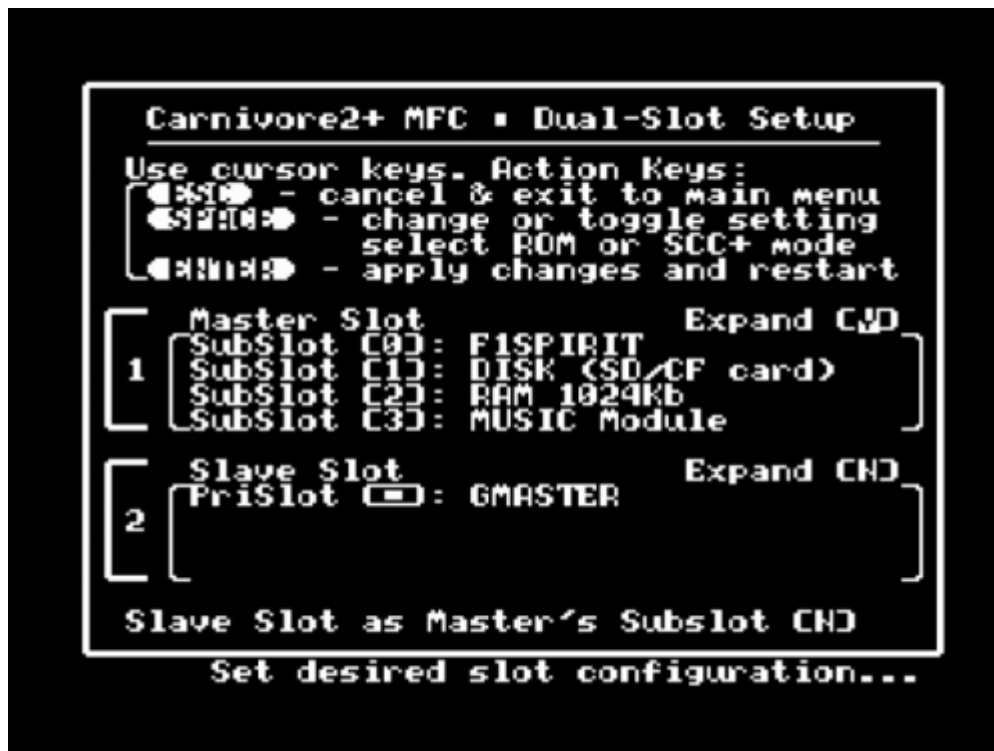 Carnivore2+ MFC ▪ Dual-Slot Setup
Use cursor keys. Action Keys:
ESC - cancel & exit to main menu
SPACE - change or toggle setting
select ROM or SCC+ mode
ENTER - apply changes and restart
Master Slot Expand [Y]
1
SubSlot [0]: F1SPIRIT
SubSlot [1]: DISK (SD/CF card)
SubSlot [2]: RAM 1024Kb
SubSlot [3]: MUSIC Module
Slave Slot Expand [N]
2
PriSlot [▪]: GMASTER
Slave Slot as Master's Subslot [N]
Set desired slot configuration...